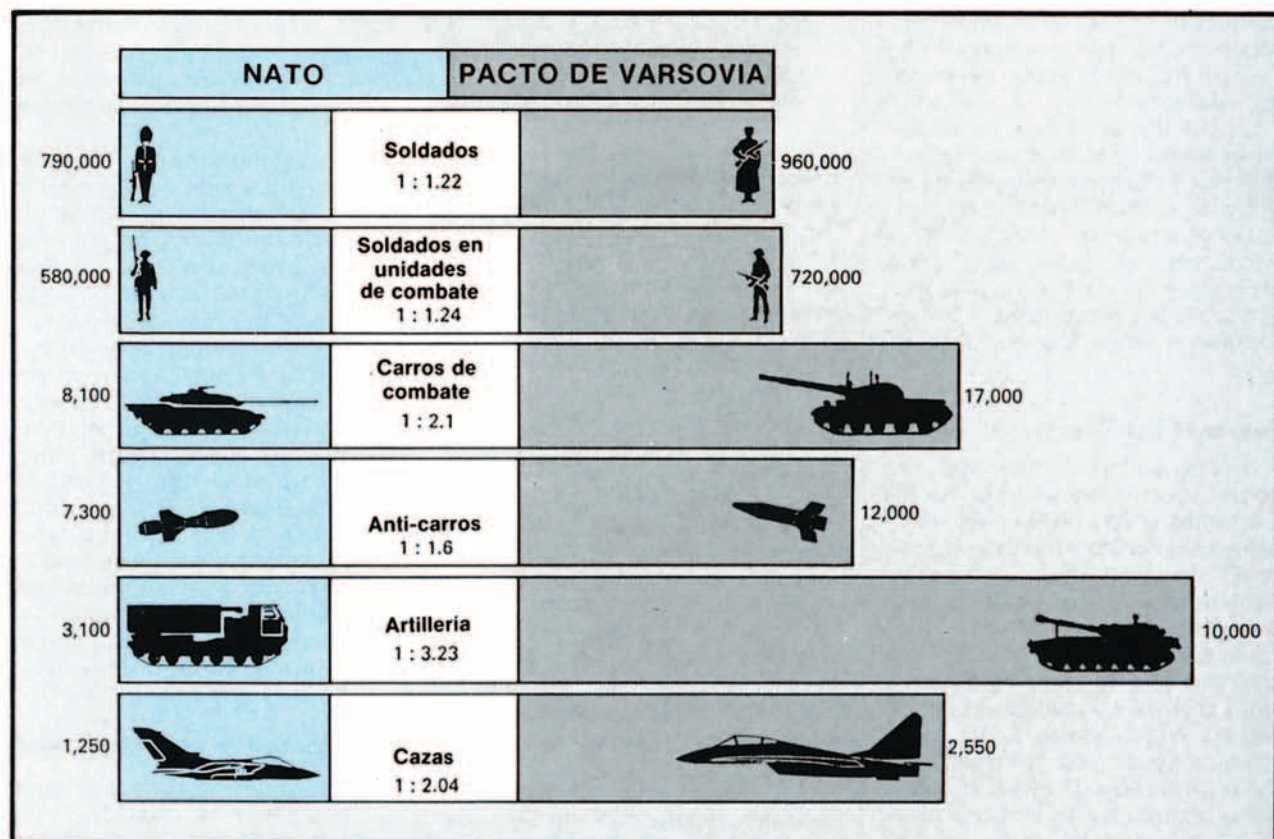 NATO PACTO DE VARSOVIA
790,000 Soldados 960,000
1 : 1.22
580,000 Soldados en 720,000
unidades
de combate
1 : 1.24
8,100 Carros de 17,000
combate
1 : 2.1
7,300 Anti-carros 12,000
1 : 1.6
3,100 Artillería 10,000
1 : 3.23
1,250 Cazas 2,550
1 : 2.04